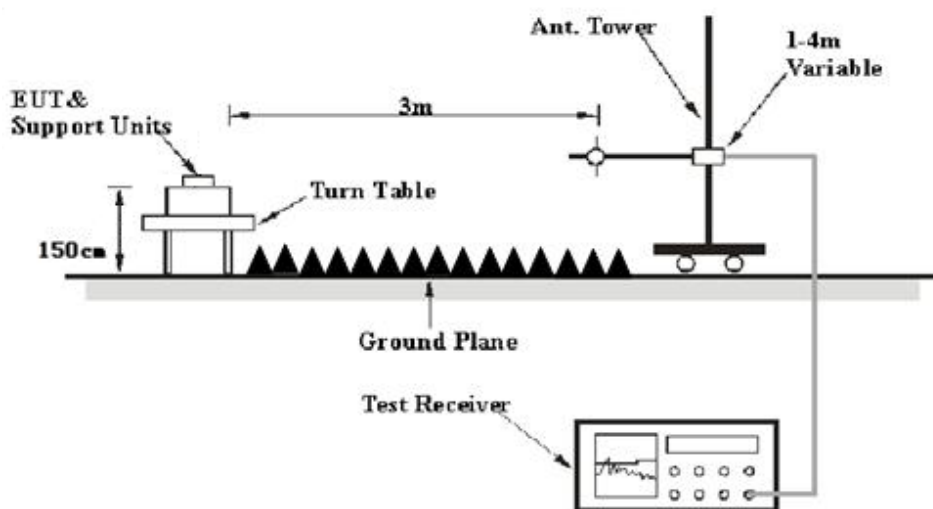 Ant. Tower
1-4m
Variable
EUT&
Support Units
3m
Turn Table
150cm
Ground Plane
Test Receiver